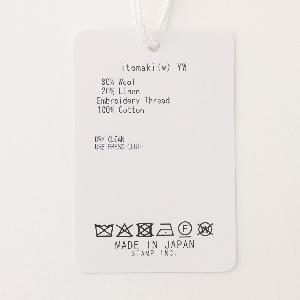 itomaki(w) YW
80% Wool
20% Linen
Embroidery Thread
100% Cotton
DRY CLEAN
USE PRESS CLOTH
MADE IN JAPAN
STAMP INC.